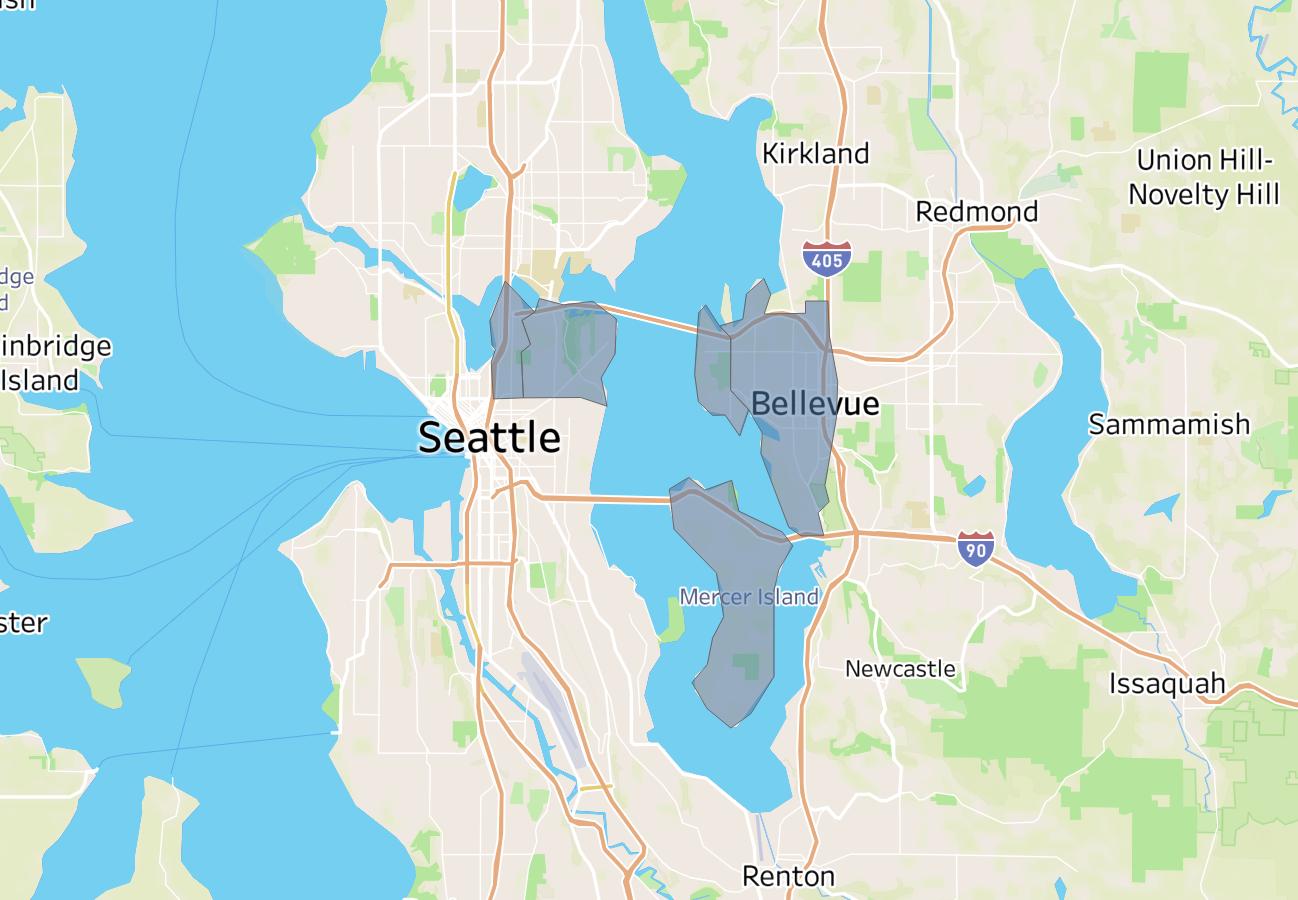 Kirkland
Union Hill-
Novelty Hill
Redmond
405
inbridge
Island
Bellevue
Sammamish
Seattle
90
Mercer Island
ster
Newcastle
Issaquah
Renton